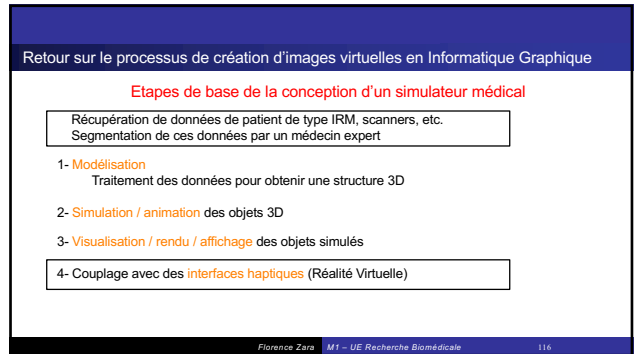 Retour sur le processus de création d'images virtuelles en Informatique Graphique
Etapes de base de la conception d'un simulateur médical
Récupération de données de patient de type IRM, scanners, etc.
Segmentation de ces données par un médecin expert
1- Modélisation
Traitement des données pour obtenir une structure 3D
2- Simulation / animation des objets 3D
3- Visualisation / rendu / affichage des objets simulés
4- Couplage avec des interfaces haptiques (Réalité Virtuelle)
Florence Zara M1 – UE Recherche Biomédicale 116